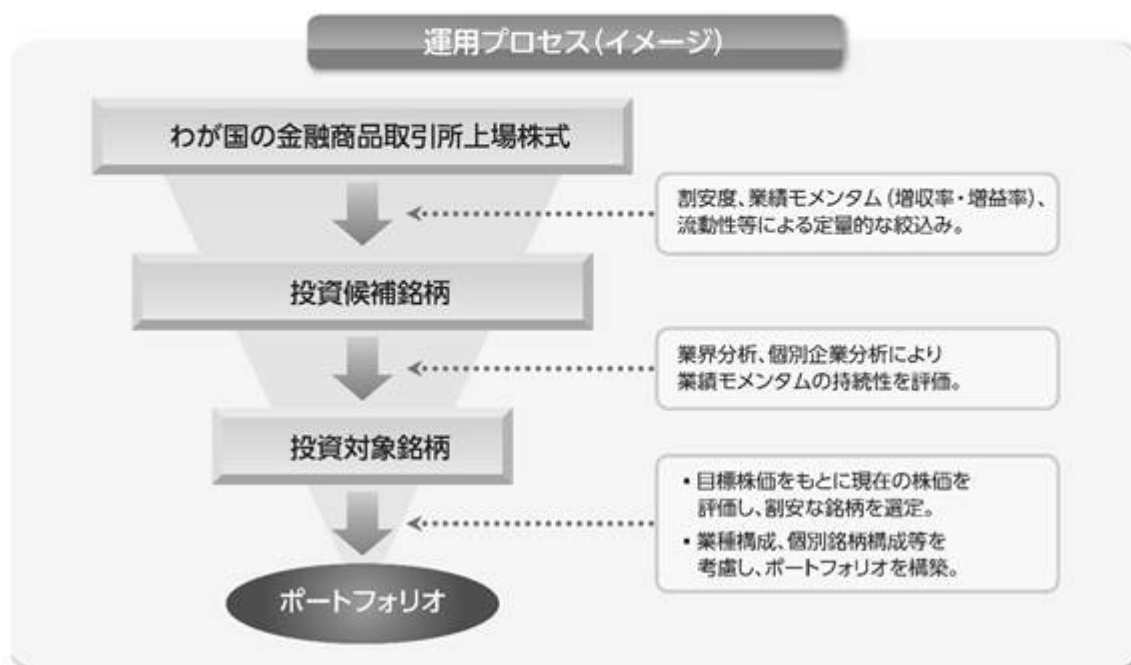 運用プロセス(イメージ)
わが国の金融商品取引所上場株式
割安度、業績モメンタム(増収率・増益率)、
流動性等による定量的な絞込み。
投資候補銘柄
業界分析、個別企業分析により
業績モメンタムの持続性を評価。
投資対象銘柄
・目標株価をもとに現在の株価を
評価し、割安な銘柄を選定。
・業種構成、個別銘柄構成等を
考慮し、ポートフォリオを構築。
ポートフォリオ